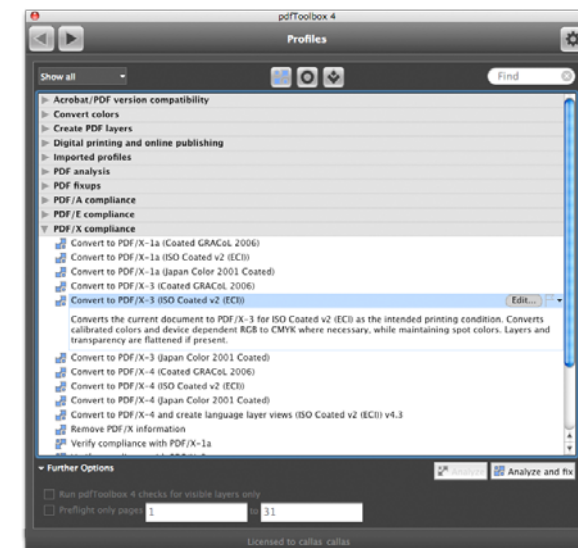 pdfToolbox 4
Profiles
Show all
Find
Acrobat/PDF version compatibility
Convert colors
Create PDF layers
Digital printing and online publishing
Imported profiles
PDF analysis
PDF fixups
PDF/A compliance
PDF/E compliance
PDF/X compliance
Convert to PDF/X-1a (Coated GRACoL 2006)
Convert to PDF/X-1a (ISO Coated v2 (ECI))
Convert to PDF/X-1a (Japan Color 2001 Coated)
Convert to PDF/X-3 (Coated GRACoL 2006)
Convert to PDF/X-3 (ISO Coated v2 (ECI)) Edit...
Converts the current document to PDF/X-3 for ISO Coated v2 (ECI) as the intended printing condition. Converts
calibrated colors and device dependent RGB to CMYK where necessary, while maintaining spot colors. Layers and
transparency are flattened if present.
Convert to PDF/X-3 (Japan Color 2001 Coated)
Convert to PDF/X-4 (Coated GRACoL 2006)
Convert to PDF/X-4 (ISO Coated v2 (ECI))
Convert to PDF/X-4 (Japan Color 2001 Coated)
Convert to PDF/X-4 and create language layer views (ISO Coated v2 (ECI)) v4.3
Remove PDF/X information
Verify compliance with PDF/X-1a
Further Options
Analyze Analyze and fix
Run pdfToolbox 4 checks for visible layers only
Preflight only pages 1 to 31
Licensed to callas callas